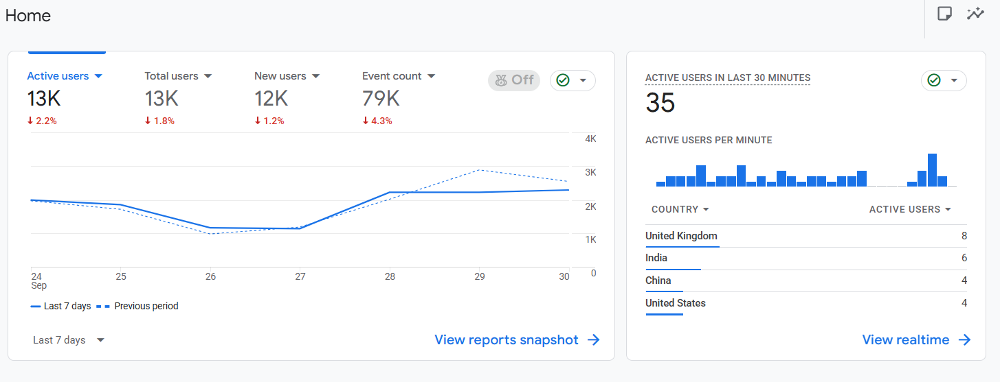 Home
Active users
13K
2.2%
Total users
13K
1.8%
New users
12K
1.2%
Event count
79K
4.3%
Off
4K
3K
2K
1K
0
24
Sep
25
26
27
28
29
30
Last 7 days
Previous period
Last 7 days
View reports snapshot
ACTIVE USERS IN LAST 30 MINUTES
35
ACTIVE USERS PER MINUTE
COUNTRY ACTIVE USERS
United Kingdom 8
India 6
China 4
United States 4
View realtime